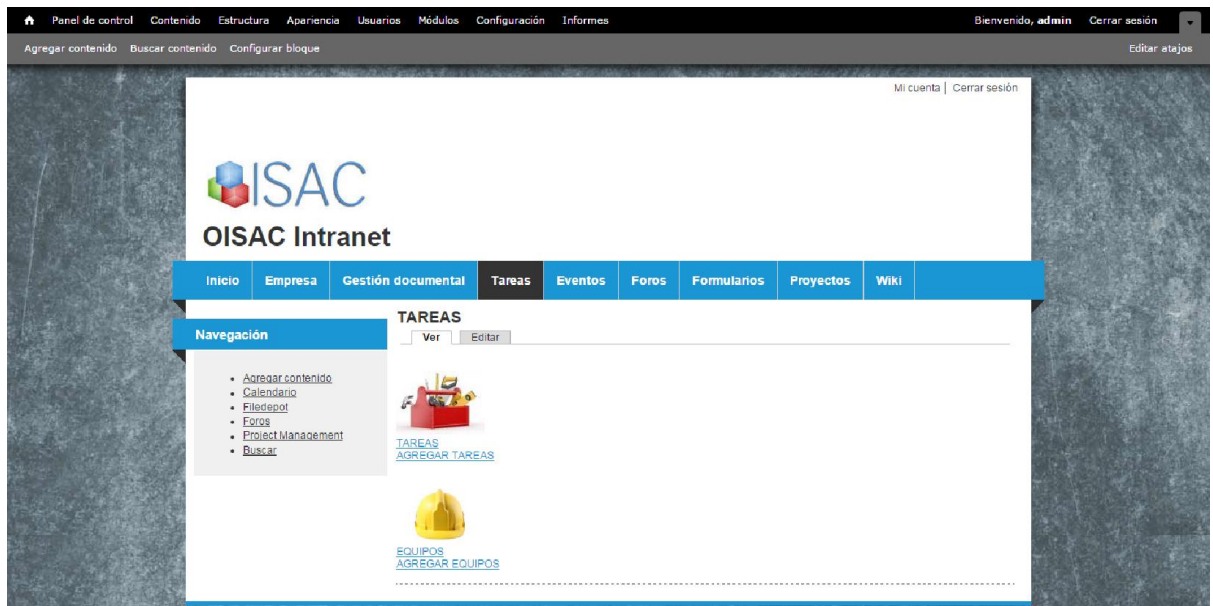 Panel de control Contenido Estructura Apariencia Usuarios Módulos Configuración Informes Bienvenido, admin Cerrar sesión
Agregar contenido Buscar contenido Configurar bloque Editar atajos
Mi cuenta | Cerrar sesión
ISAC
OISAC Intranet
Inicio Empresa Gestión documental Tareas Eventos Foros Formularios Proyectos Wiki
TAREAS
Ver Editar
Navegación
Agregar contenido
Calendario
Filedepot
Foros
Project Management
Buscar
TAREAS
AGREGAR TAREAS
EQUIPOS
AGREGAR EQUIPOS